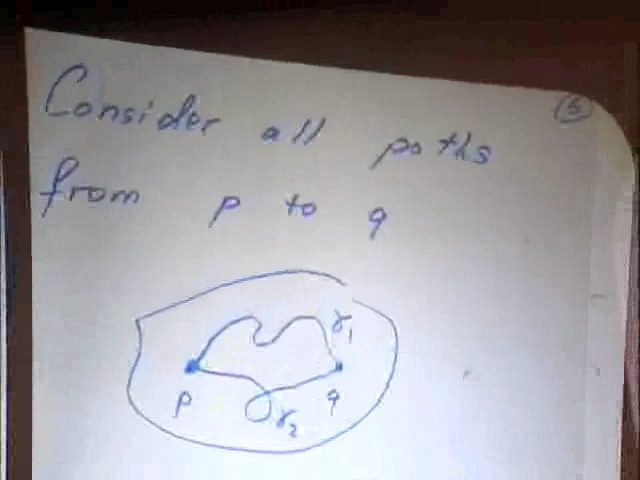 5
Consider all paths
from p to q
γ1
p q
γ2